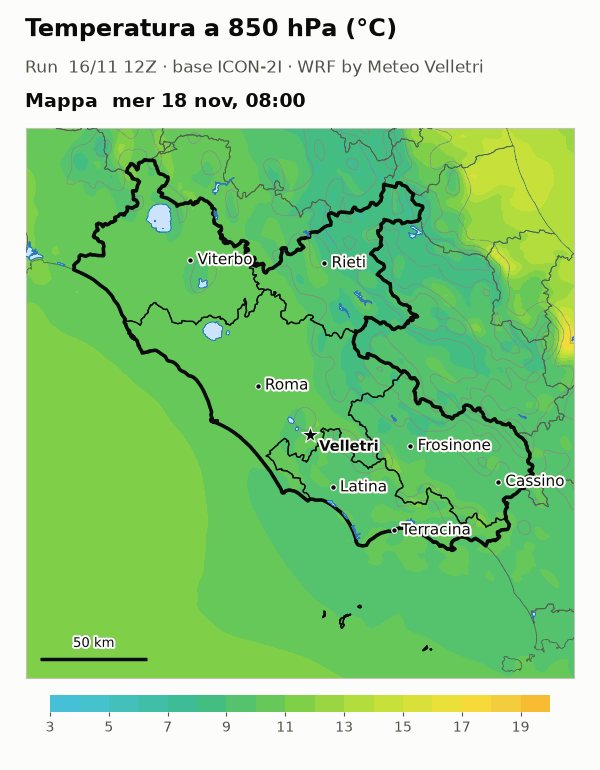 Temperatura a 850 hPa (°C)
Run  16/11 12Z · base ICON-2I · WRF by Meteo Velletri
Mappa  mer 18 nov, 08:00
Viterbo
Rieti
Roma
Velletri
Frosinone
Latina
Cassino
Terracina
50 km
3 5 7 9 11 13 15 17 19